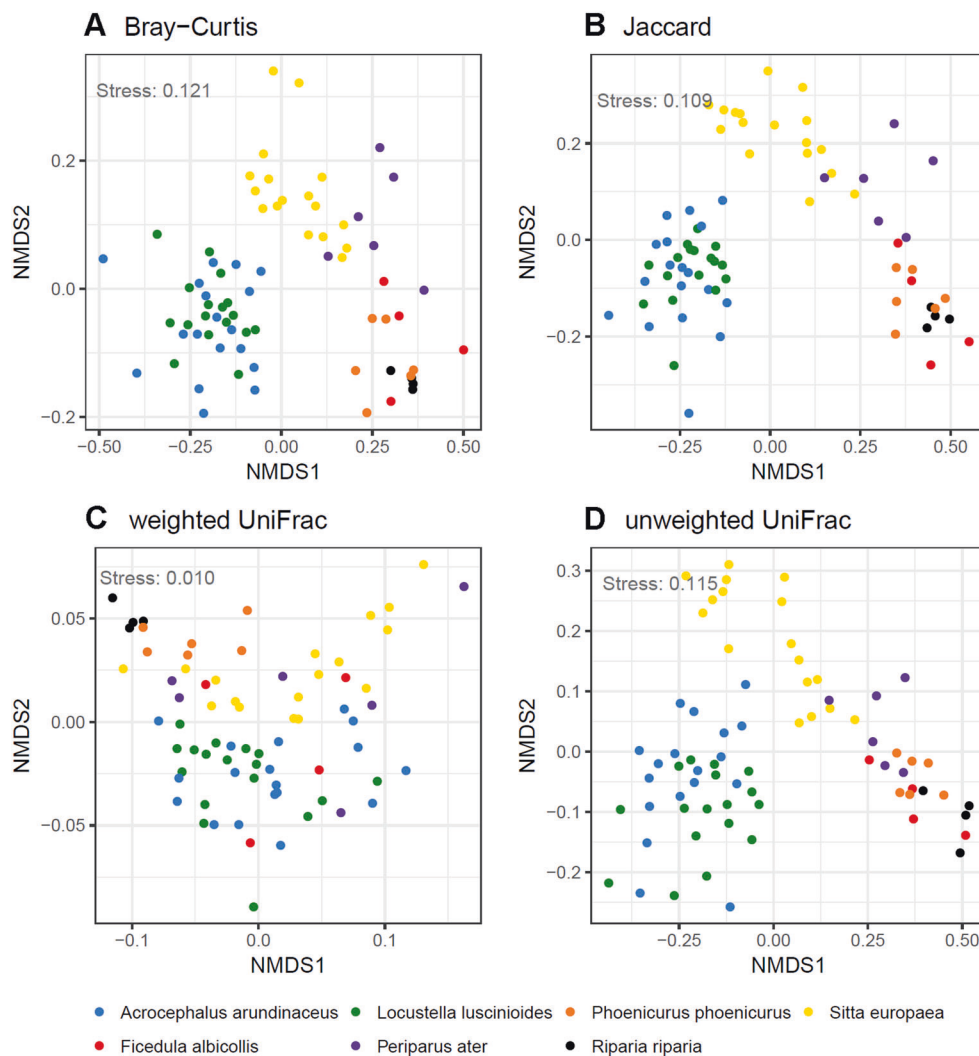 A Bray−Curtis
Stress: 0.121
0.2
0.0
−0.2
NMDS2
−0.50 −0.25 0.00 0.25 0.50
NMDS1
B Jaccard
Stress: 0.109
0.2
0.0
−0.2
NMDS2
−0.25 0.00 0.25 0.50
NMDS1
C weighted UniFrac
Stress: 0.010
0.05
0.00
−0.05
NMDS2
−0.1 0.0 0.1
NMDS1
D unweighted UniFrac
Stress: 0.115
0.3
0.2
0.1
0.0
−0.1
−0.2
NMDS2
−0.25 0.00 0.25 0.50
NMDS1
Acrocephalus arundinaceus Locustella luscinioides Phoenicurus phoenicurus Sitta europaea
Ficedula albicollis Periparus ater Riparia riparia